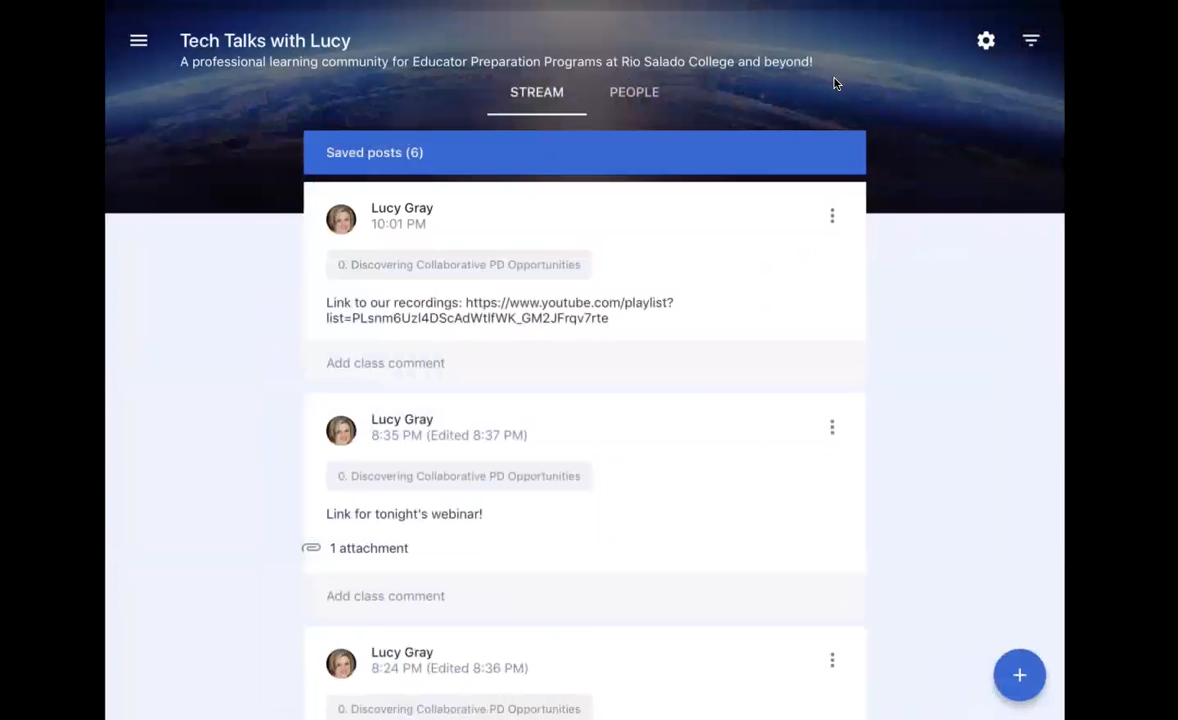 Tech Talks with Lucy
A professional learning community for Educator Preparation Programs at Rio Salado College and beyond!
STREAM PEOPLE
Saved posts (6)
Lucy Gray
10:01 PM
0. Discovering Collaborative PD Opportunities
Link to our recordings: https://www.youtube.com/playlist?
list=PLsnm6Uzl4DScAdWtlfWK_GM2JFrqv7rte
Add class comment
Lucy Gray
8:35 PM (Edited 8:37 PM)
0. Discovering Collaborative PD Opportunities
Link for tonight's webinar!
1 attachment
Add class comment
Lucy Gray
8:24 PM (Edited 8:36 PM)
0. Discovering Collaborative PD Opportunities